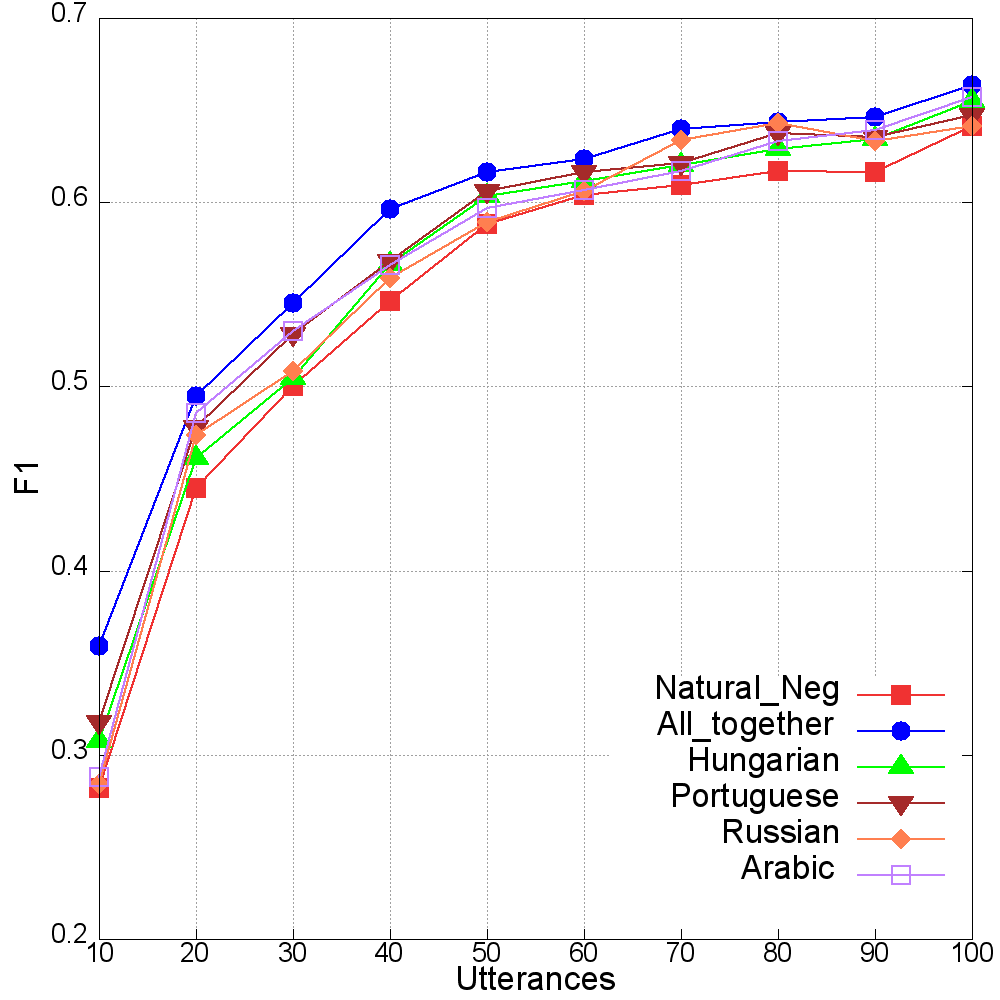 0.7
0.6
0.5
0.4
0.3
0.2
F1
Natural_Neg
All_together
Hungarian
Portuguese
Russian
Arabic
10 20 30 40 50 60 70 80 90 100
Utterances